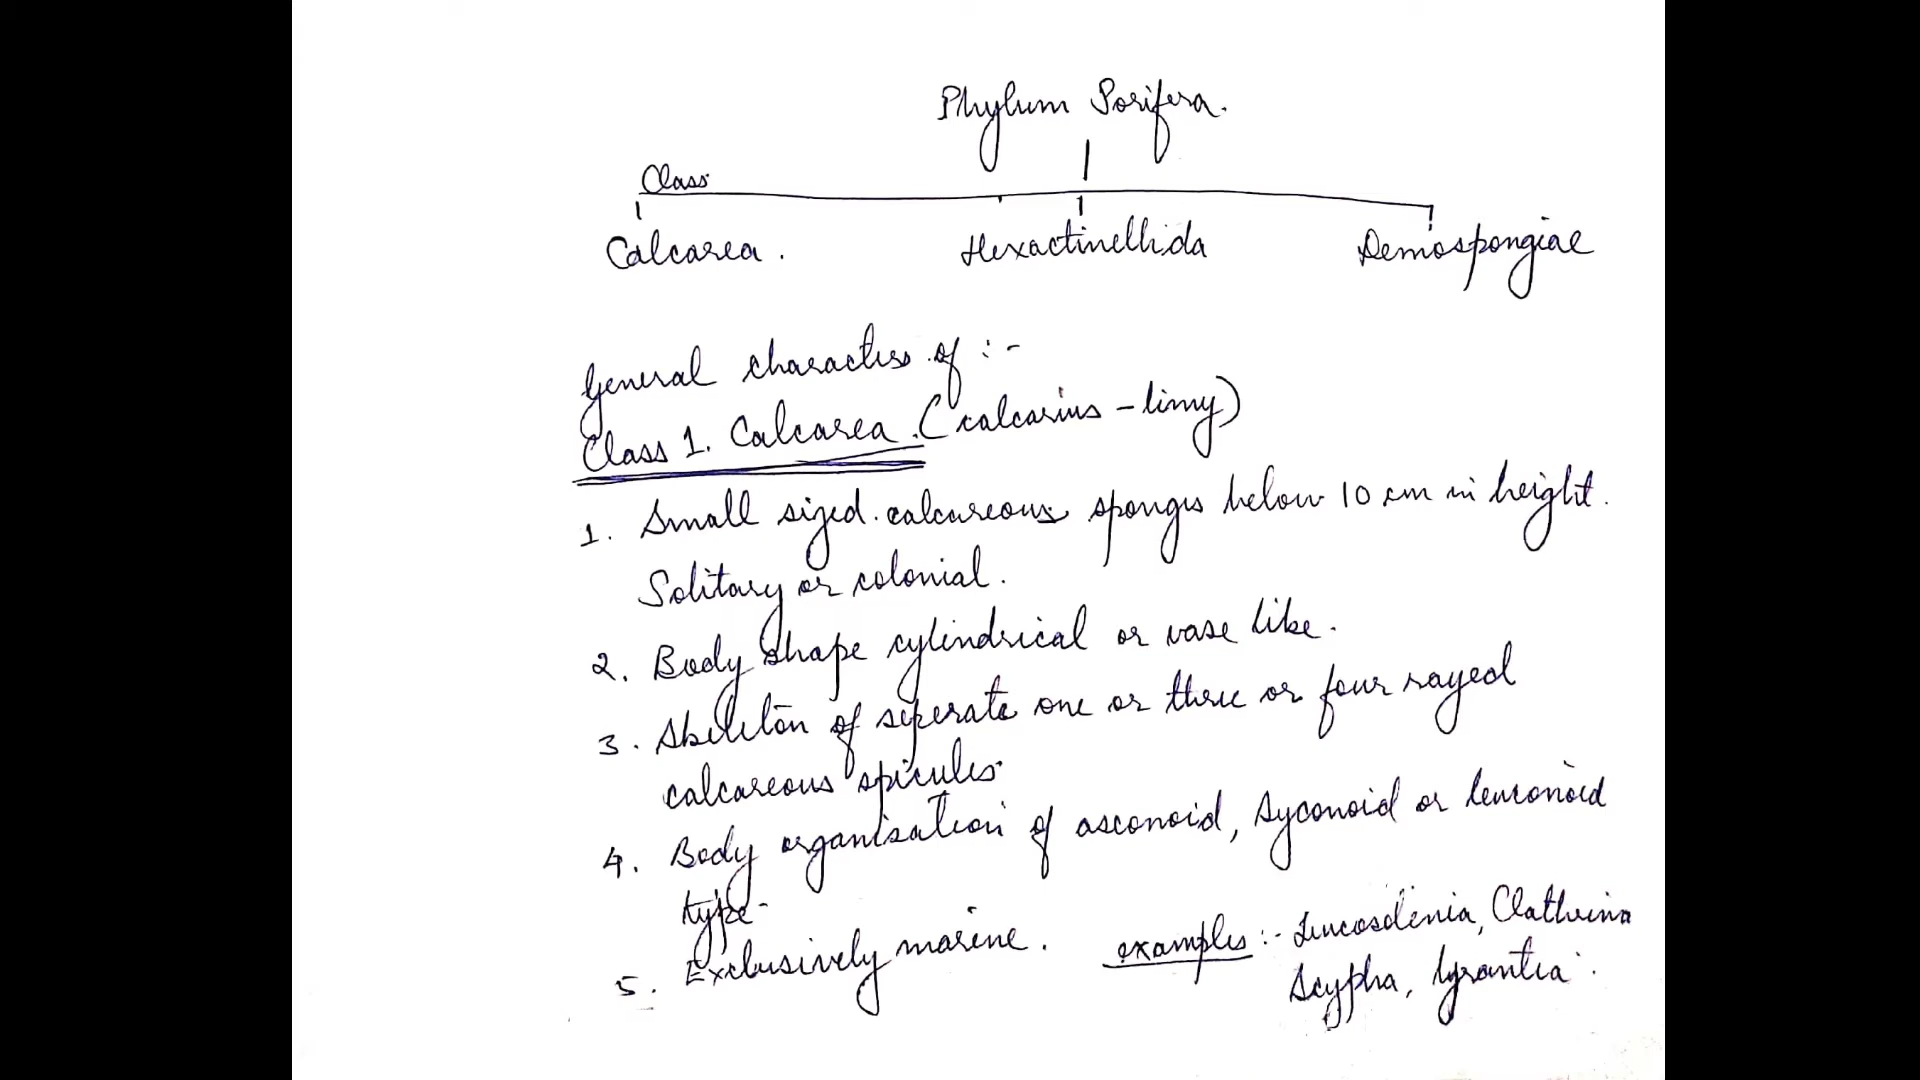 Phylum Porifera.
Class
Calcarea. Hexactinellida Demospongiae
General characters of :-
Class 1. Calcarea. (calcarius - limy)
1. Small sized calcareous sponges below 10 cm in height.
Solitary or colonial.
2. Body shape cylindrical or vase like.
3. Skeleton of seperate one or three or four rayed
calcareous spicules
4. Body organisation of asconoid, syconoid or leuconoid
type.
5. Exclusively marine. examples :- Leucosolenia, Clathrina
Scypha, Grantia.